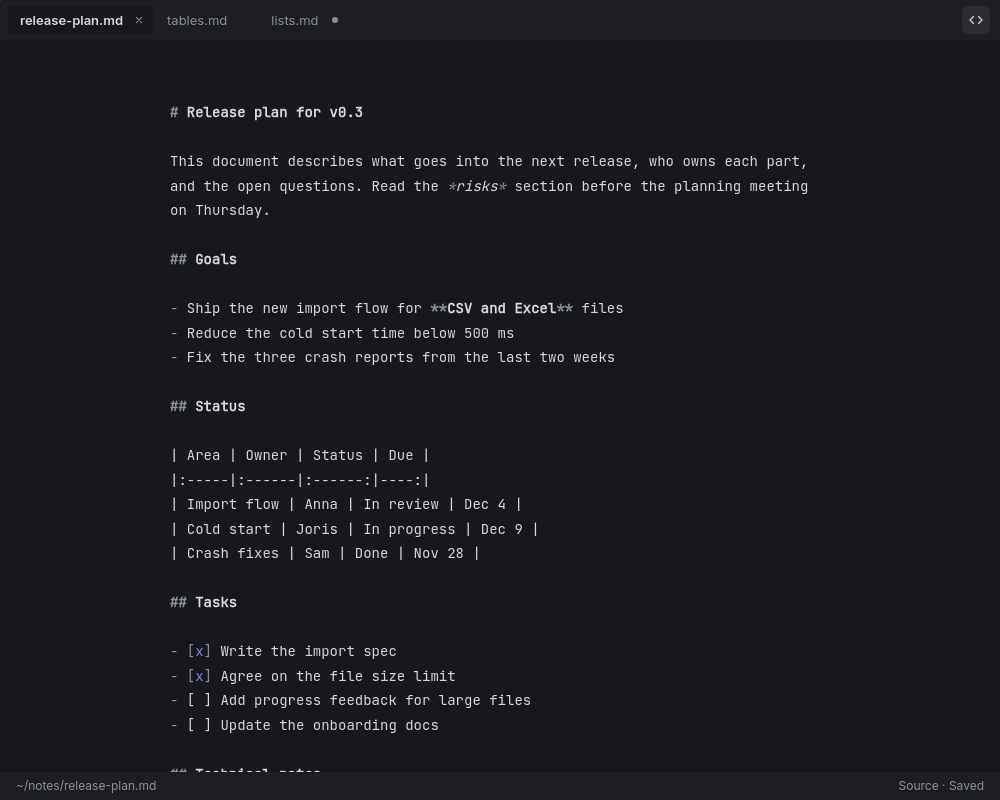 release-plan.md × tables.md lists.md
# Release plan for v0.3
This document describes what goes into the next release, who owns each part,
and the open questions. Read the *risks* section before the planning meeting
on Thursday.
## Goals
- Ship the new import flow for **CSV and Excel** files
- Reduce the cold start time below 500 ms
- Fix the three crash reports from the last two weeks
## Status
| Area | Owner | Status | Due |
|:-----|:------|:------:|----:|
| Import flow | Anna | In review | Dec 4 |
| Cold start | Joris | In progress | Dec 9 |
| Crash fixes | Sam | Done | Nov 28 |
## Tasks
- [x] Write the import spec
- [x] Agree on the file size limit
- [ ] Add progress feedback for large files
- [ ] Update the onboarding docs
## Technical notes
~/notes/release-plan.md
Source · Saved